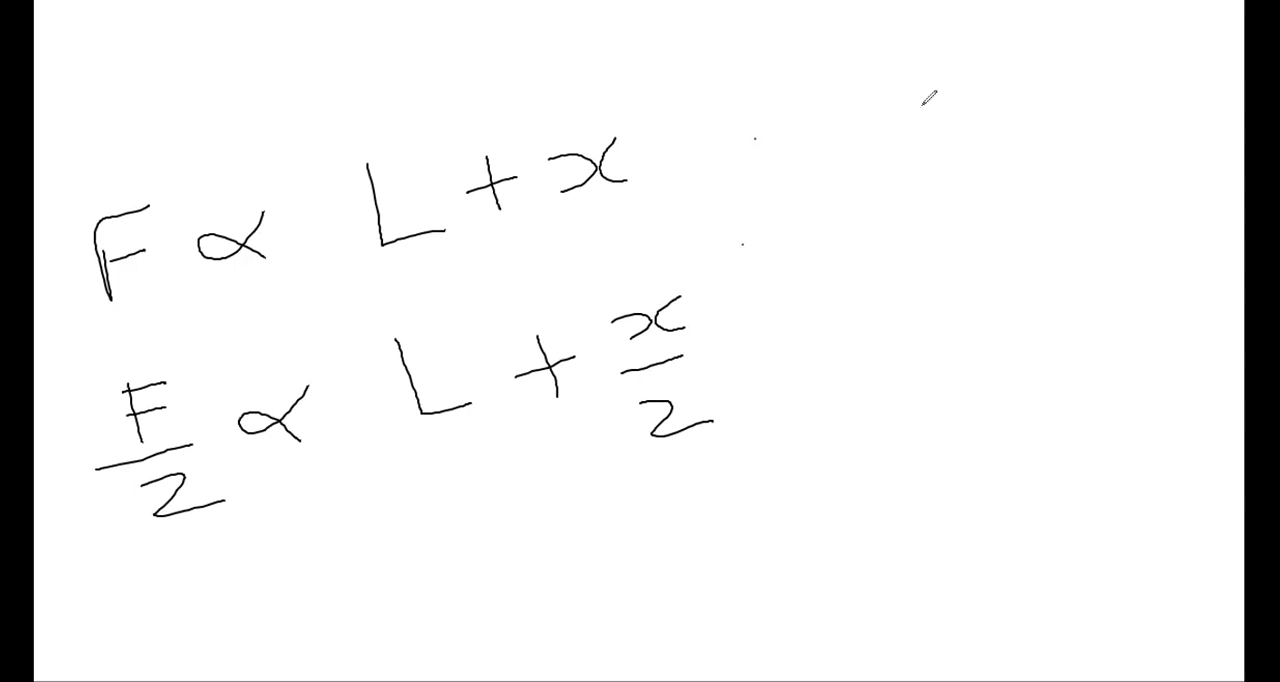 F ∝ L + x
F/2 ∝ L + x/2